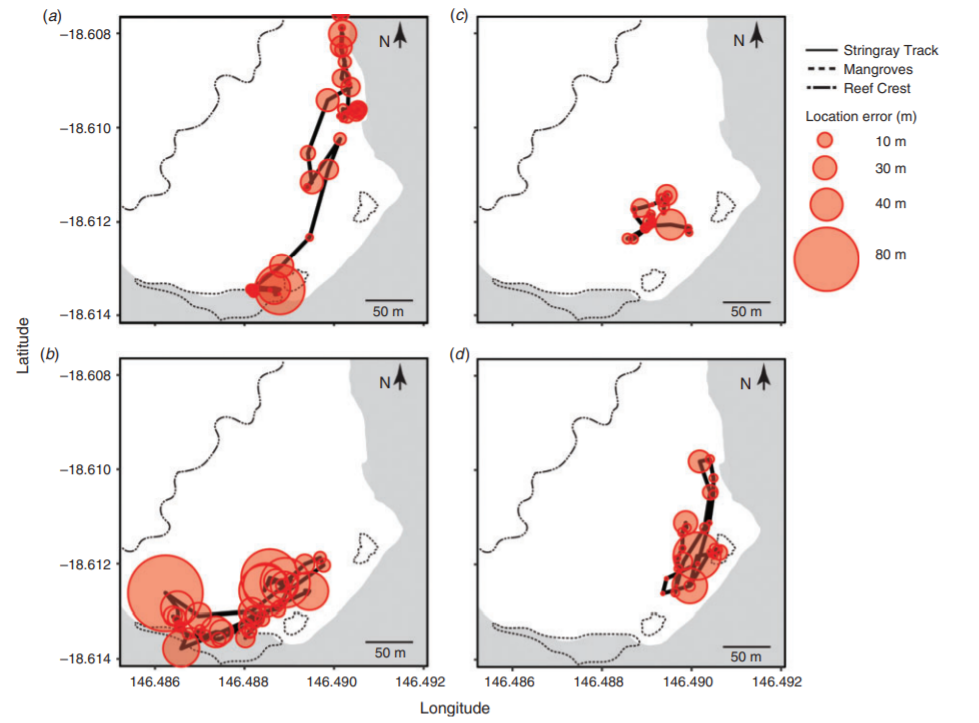 (a)
N
–18.608
–18.610
–18.612
–18.614
50 m
(c)
N
50 m
Stingray Track
Mangroves
Reef Crest
Location error (m)
10 m
30 m
40 m
80 m
Latitude
(b)
N
–18.608
–18.610
–18.612
–18.614
50 m
146.486
146.488
146.490
146.492
(d)
N
50 m
146.486
146.488
146.490
146.492
Longitude